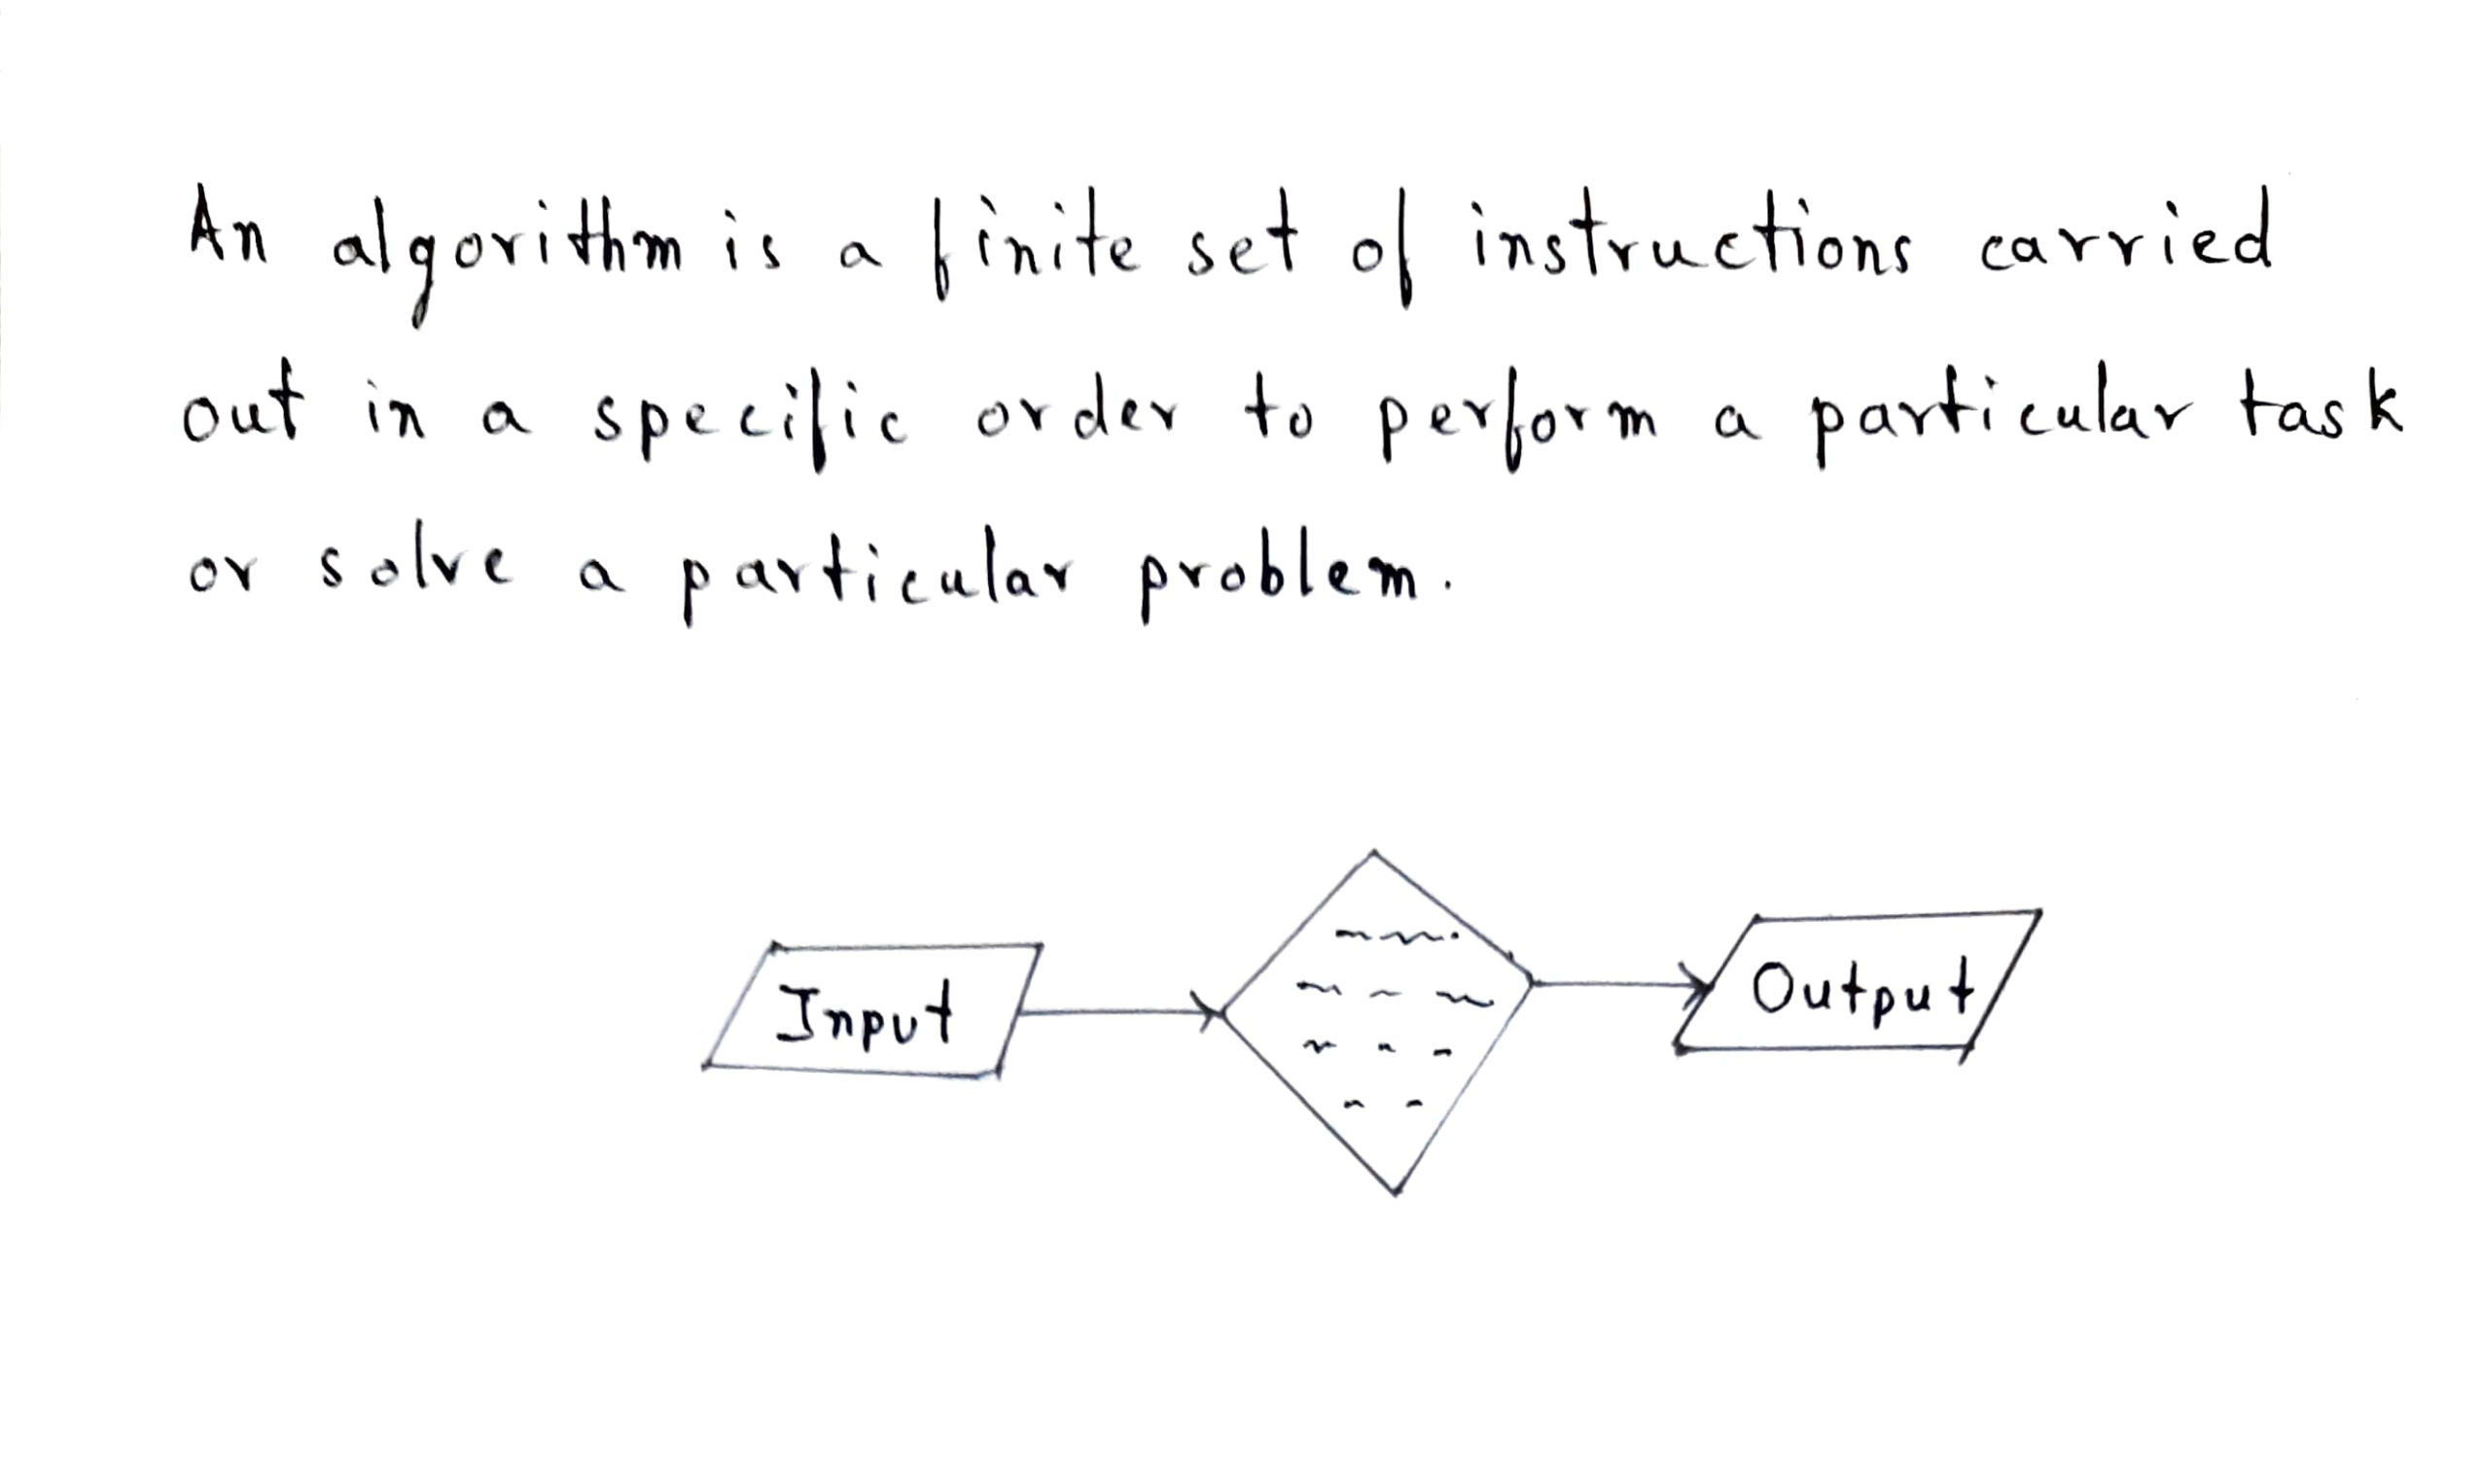 An algorithm is a finite set of instructions carried
out in a specific order to perform a particular task
or solve a particular problem.
Input
Output